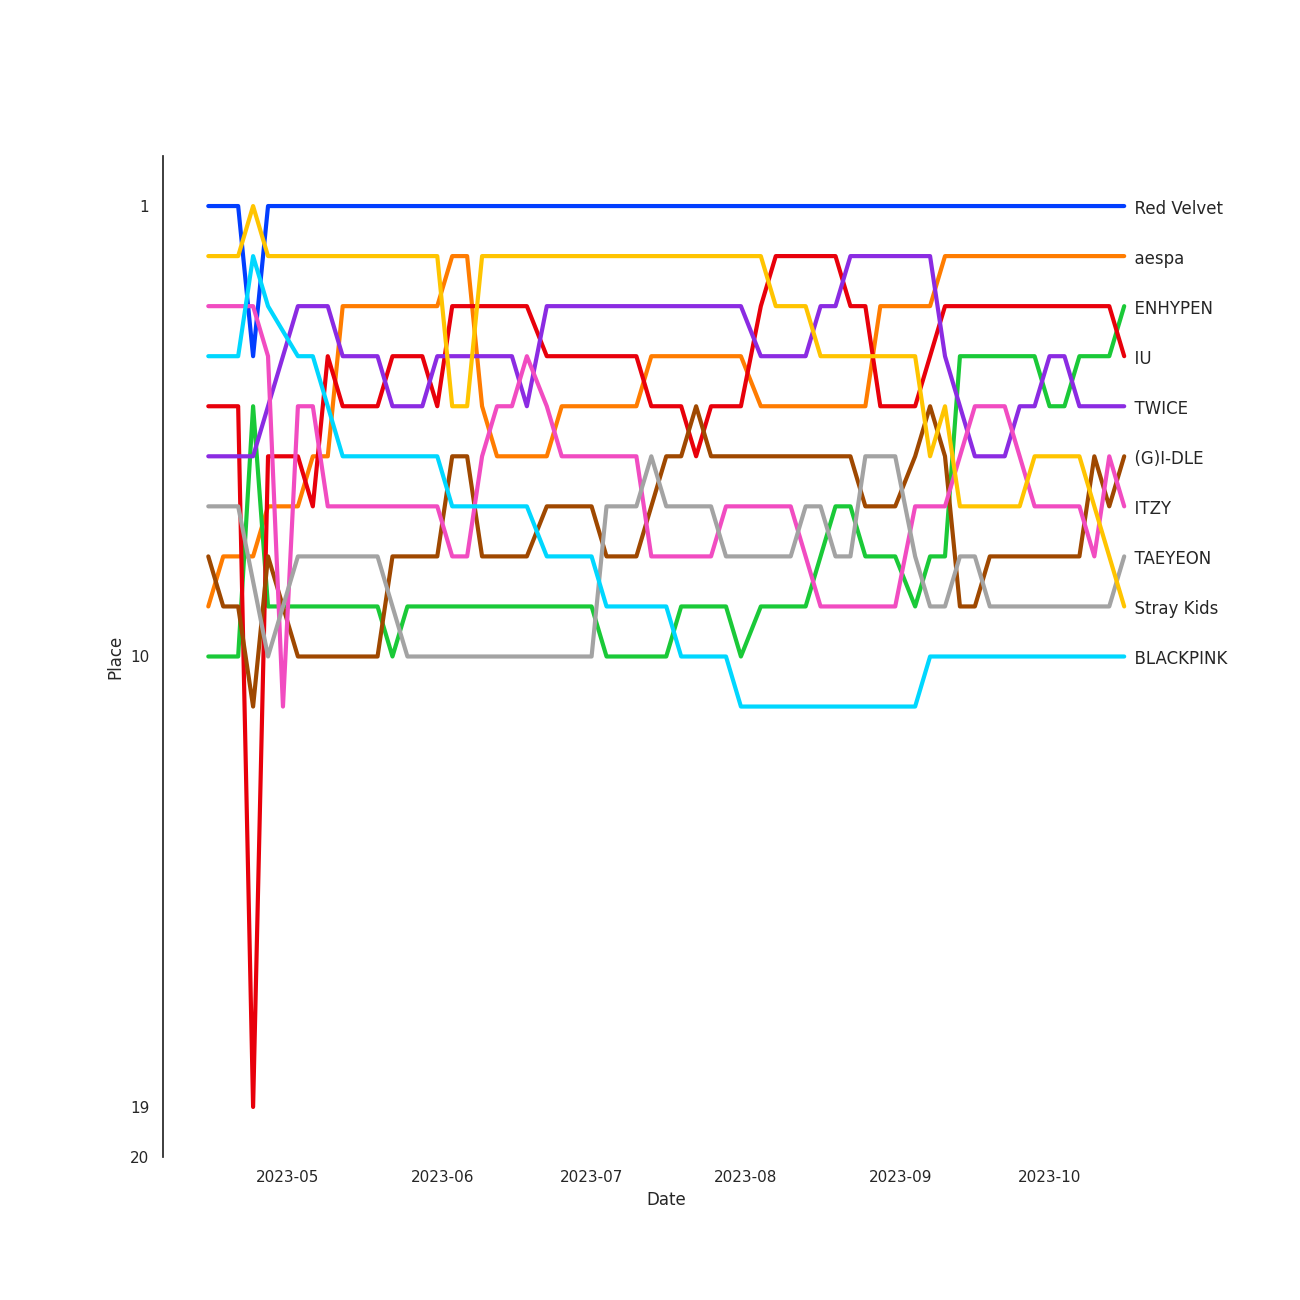 1
10
19
20
Place
Red Velvet
aespa
ENHYPEN
IU
TWICE
(G)I-DLE
ITZY
TAEYEON
Stray Kids
BLACKPINK
2023-05 2023-06 2023-07 2023-08 2023-09 2023-10
Date